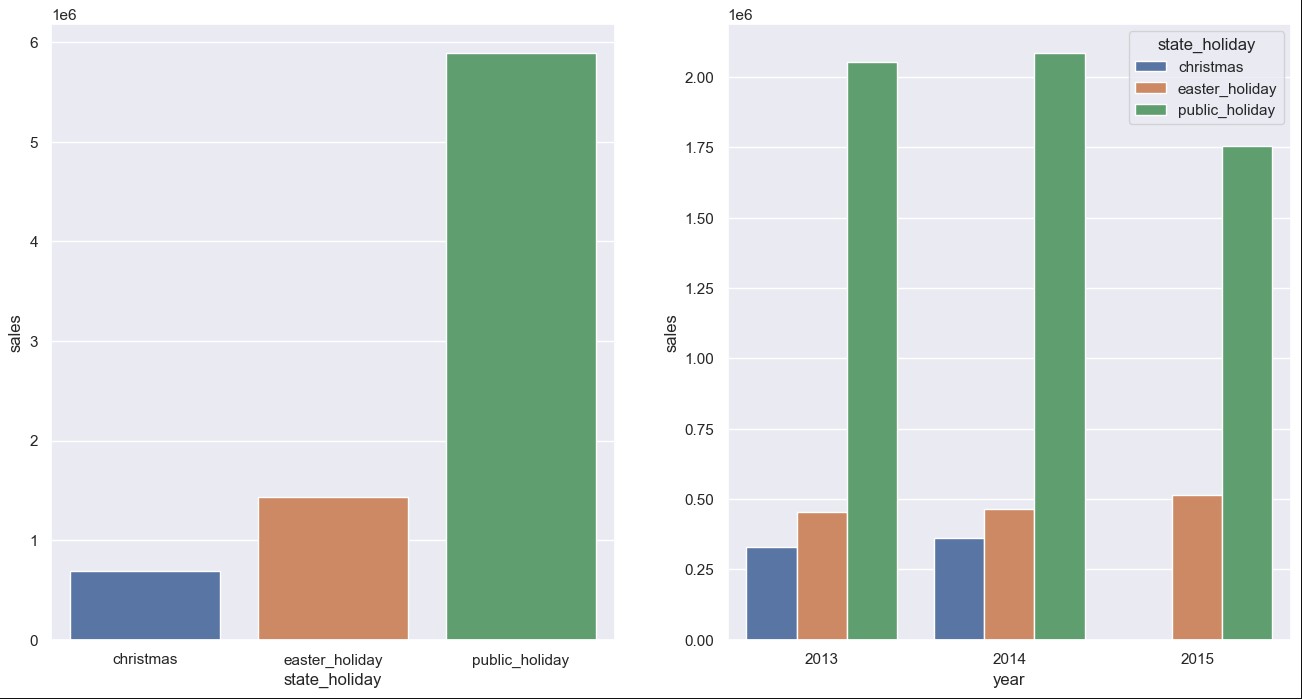 1e6
6
5
4
3
2
1
0
sales
christmas
easter_holiday
public_holiday
state_holiday
1e6
2.00
1.75
1.50
1.25
1.00
0.75
0.50
0.25
0.00
sales
state_holiday
christmas
easter_holiday
public_holiday
2013
2014
2015
year